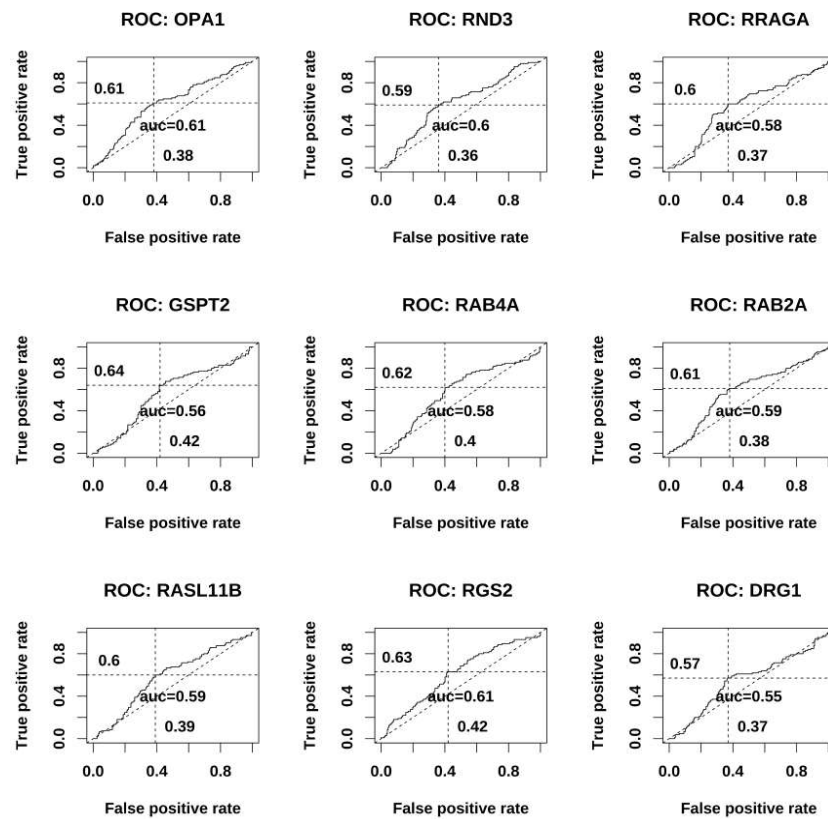 ROC: OPA1
True positive rate
0.0 0.4 0.8
0.61
auc=0.61
0.38
0.0 0.4 0.8
False positive rate
ROC: RND3
True positive rate
0.0 0.4 0.8
0.59
auc=0.6
0.36
0.0 0.4 0.8
False positive rate
ROC: RRAGA
True positive rate
0.0 0.4 0.8
0.6
auc=0.58
0.37
0.0 0.4 0.8
False positive rate
ROC: GSPT2
True positive rate
0.0 0.4 0.8
0.64
auc=0.56
0.42
0.0 0.4 0.8
False positive rate
ROC: RAB4A
True positive rate
0.0 0.4 0.8
0.62
auc=0.58
0.4
0.0 0.4 0.8
False positive rate
ROC: RAB2A
True positive rate
0.0 0.4 0.8
0.61
auc=0.59
0.38
0.0 0.4 0.8
False positive rate
ROC: RASL11B
True positive rate
0.0 0.4 0.8
0.6
auc=0.59
0.39
0.0 0.4 0.8
False positive rate
ROC: RGS2
True positive rate
0.0 0.4 0.8
0.63
auc=0.61
0.42
0.0 0.4 0.8
False positive rate
ROC: DRG1
True positive rate
0.0 0.4 0.8
0.57
auc=0.55
0.37
0.0 0.4 0.8
False positive rate